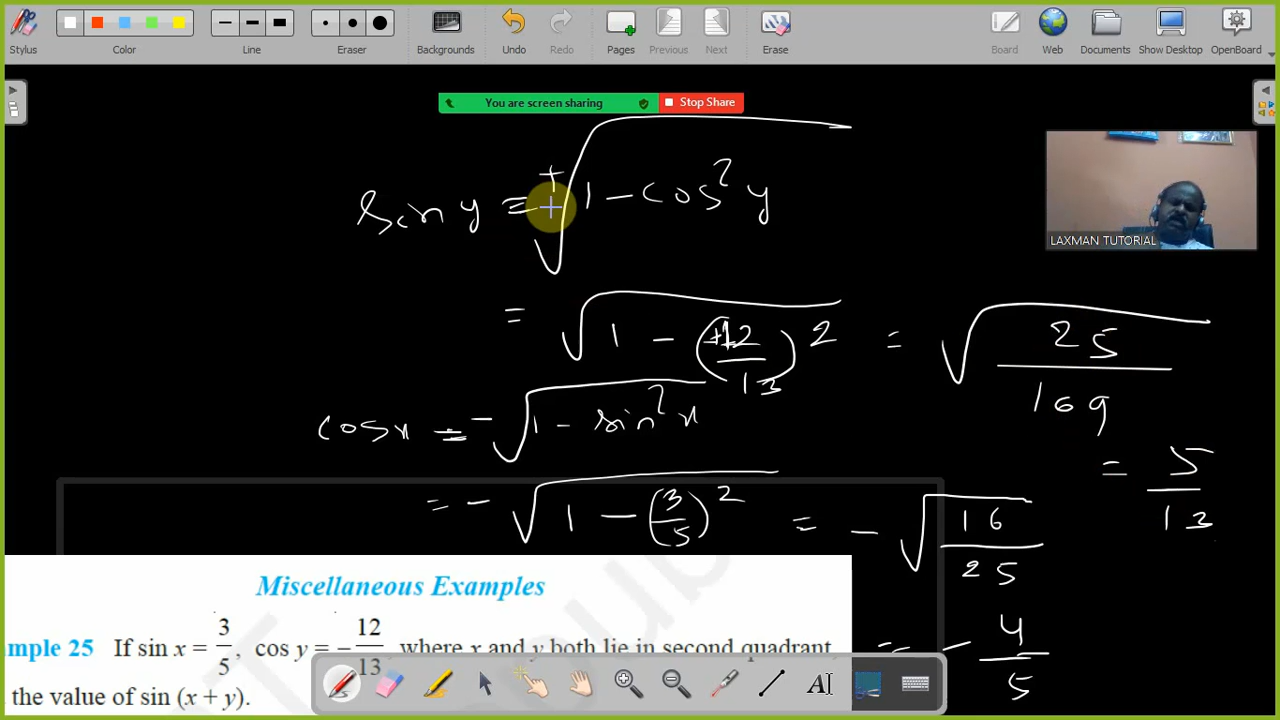 Stylus Color Line Eraser Backgrounds Undo Redo Pages Previous Next Erase Board Web Documents Show Desktop OpenBoard
You are screen sharing Stop Share
LAXMAN TUTORIAL
sin y = +√(1 - cos² y)
= √(1 - (12/13)²) = √(25/169)
= 5/13
cos x = -√(1 - sin² x)
= -√(1 - (3/5)²) = -√(16/25)
= -4/5
Miscellaneous Examples
mple 25 If sin x = 3/5, cos y = -12/13, where x and y both lie in second quadrant,
the value of sin (x + y).